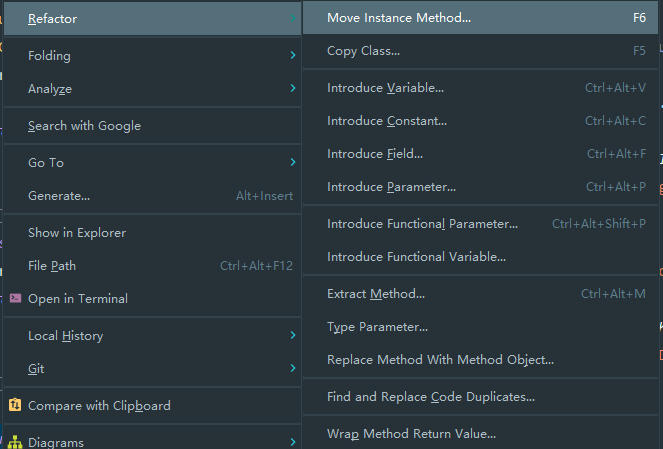 Refactor
Folding
Analyze
Search with Google
Go To
Generate... Alt+Insert
Show in Explorer
File Path Ctrl+Alt+F12
Open in Terminal
Local History
Git
Compare with Clipboard
Diagrams
Move Instance Method... F6
Copy Class... F5
Introduce Variable... Ctrl+Alt+V
Introduce Constant... Ctrl+Alt+C
Introduce Field... Ctrl+Alt+F
Introduce Parameter... Ctrl+Alt+P
Introduce Functional Parameter... Ctrl+Alt+Shift+P
Introduce Functional Variable...
Extract Method... Ctrl+Alt+M
Type Parameter...
Replace Method With Method Object...
Find and Replace Code Duplicates...
Wrap Method Return Value...